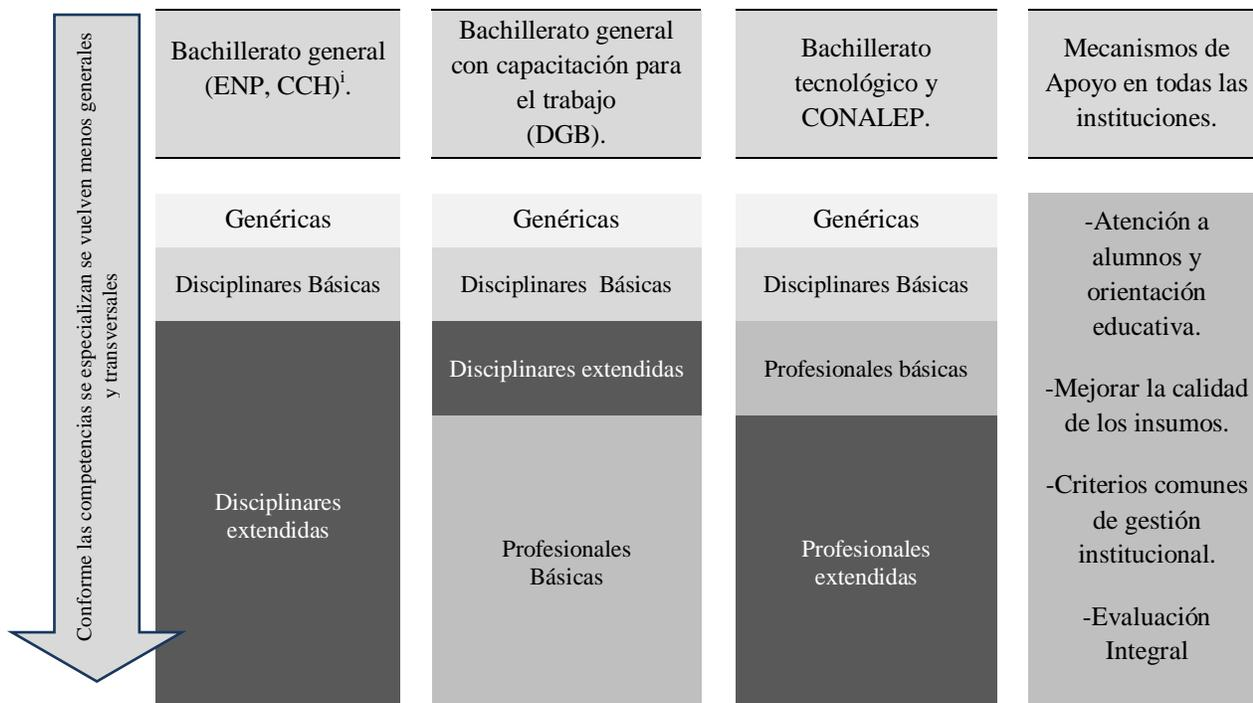 Conforme las competencias se especializan se vuelven menos generales
y transversales
Bachillerato general
(ENP, CCH)i.
Genéricas
Disciplinares Básicas
Disciplinares
extendidas
Bachillerato general
con capacitación para
el trabajo
(DGB).
Genéricas
Disciplinares  Básicas
Disciplinares extendidas
Profesionales
Básicas
Bachillerato
tecnológico y
CONALEP.
Genéricas
Disciplinares Básicas
Profesionales básicas
Profesionales
extendidas
Mecanismos de
Apoyo en todas las
instituciones.
-Atención a
alumnos y
orientación
educativa.
-Mejorar la calidad
de los insumos.
-Criterios comunes
de gestión
institucional.
-Evaluación
Integral